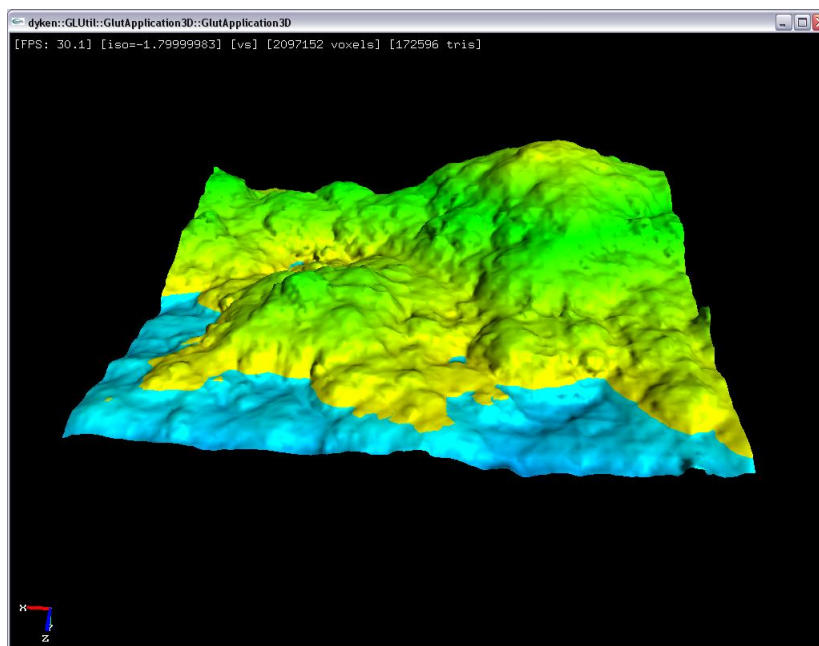 dyken::GLUtil::GlutApplication3D::GlutApplication3D
[FPS: 30.1] [iso=-1.79999983] [vs] [2097152 voxels] [172596 tris]
X
Y
Z